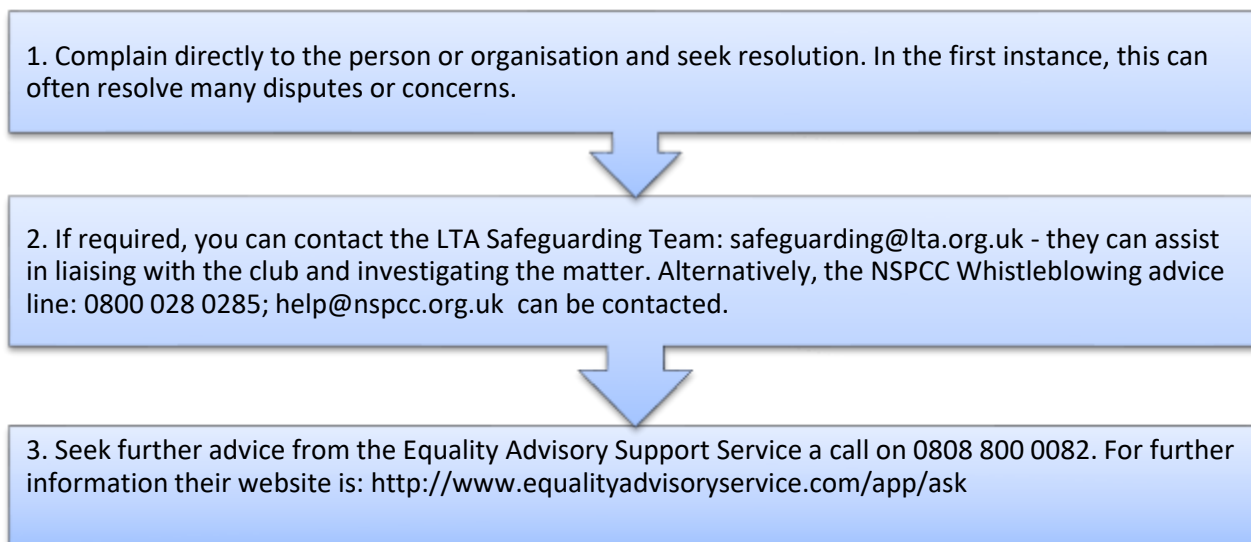 1. Complain directly to the person or organisation and seek resolution. In the first instance, this can
often resolve many disputes or concerns.
2. If required, you can contact the LTA Safeguarding Team: safeguarding@lta.org.uk - they can assist
in liaising with the club and investigating the matter. Alternatively, the NSPCC Whistleblowing advice
line: 0800 028 0285; help@nspcc.org.uk  can be contacted.
3. Seek further advice from the Equality Advisory Support Service a call on 0808 800 0082. For further
information their website is: http://www.equalityadvisoryservice.com/app/ask